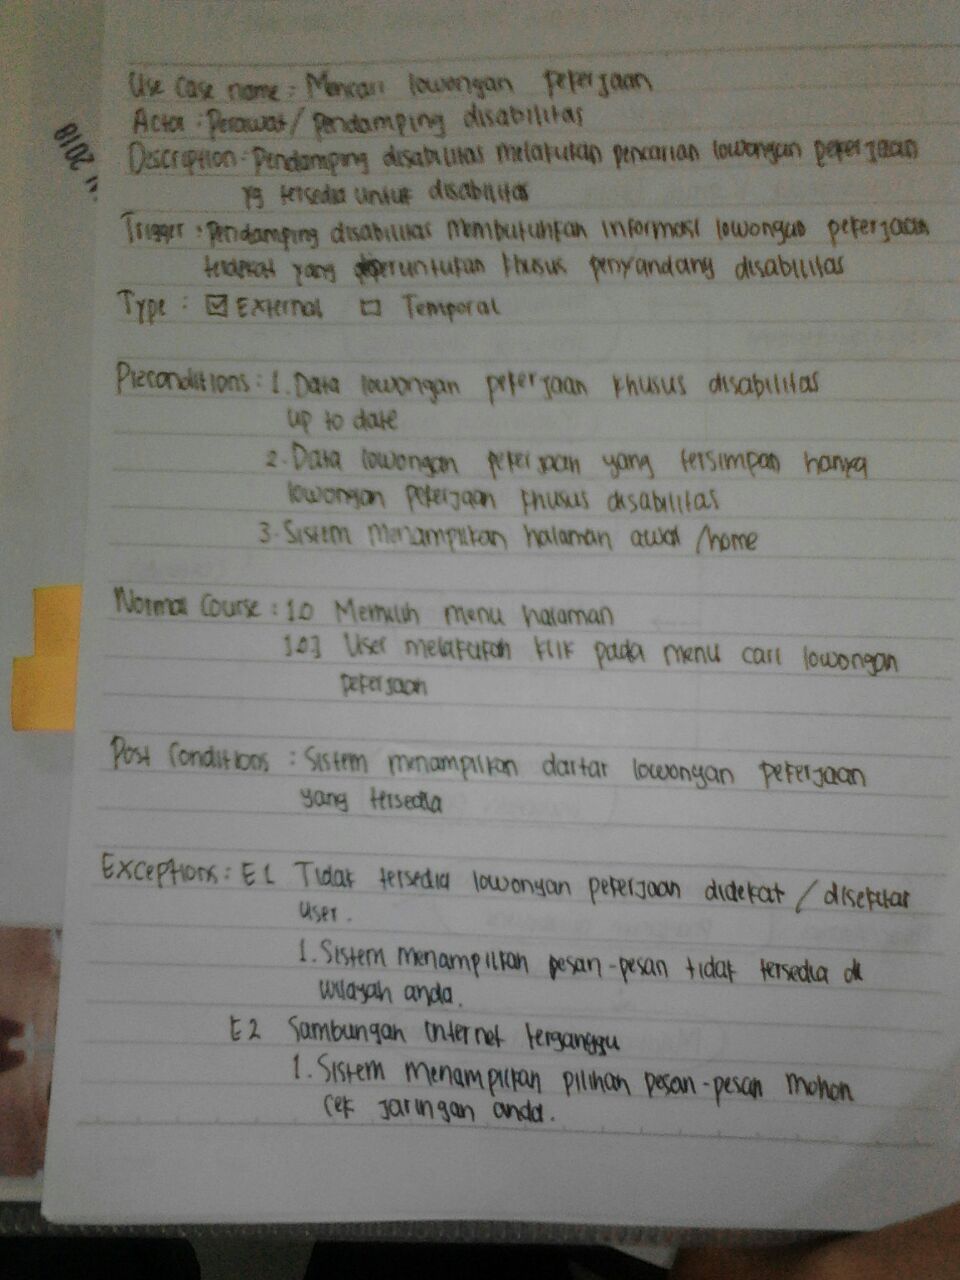 Use Case name : Mencari lowongan pekerjaan
Actor : Perawat / pendamping disabilitas
Description : Pendamping disabilitas melakukan pencarian lowongan pekerjaan
yg tersedia untuk disabilitas
Trigger : Pendamping disabilitas membutuhkan informasi lowongan pekerjaan
terdekat yang diperuntukan khusus penyandang disabilitas
Type : ☑ External ☐ Temporal
Preconditions : 1. Data lowongan pekerjaan khusus disabilitas
up to date
2. Data lowongan pekerjaan yang tersimpan hanya
lowongan pekerjaan khusus disabilitas
3. Sistem menampilkan halaman awal / home
Normal Course : 1.0 Memilih menu halaman
1.0.1 User melakukan klik pada menu cari lowongan
pekerjaan
Post Conditions : Sistem menampilkan daftar lowongan pekerjaan
yang tersedia
Exceptions : E1 Tidak tersedia lowongan pekerjaan didekat / disekitar
User.
1. Sistem menampilkan pesan-pesan tidak tersedia di
wilayah anda.
E2 Sambungan internet terganggu
1. Sistem menampilkan pilihan pesan-pesan mohon
cek jaringan anda.
2018